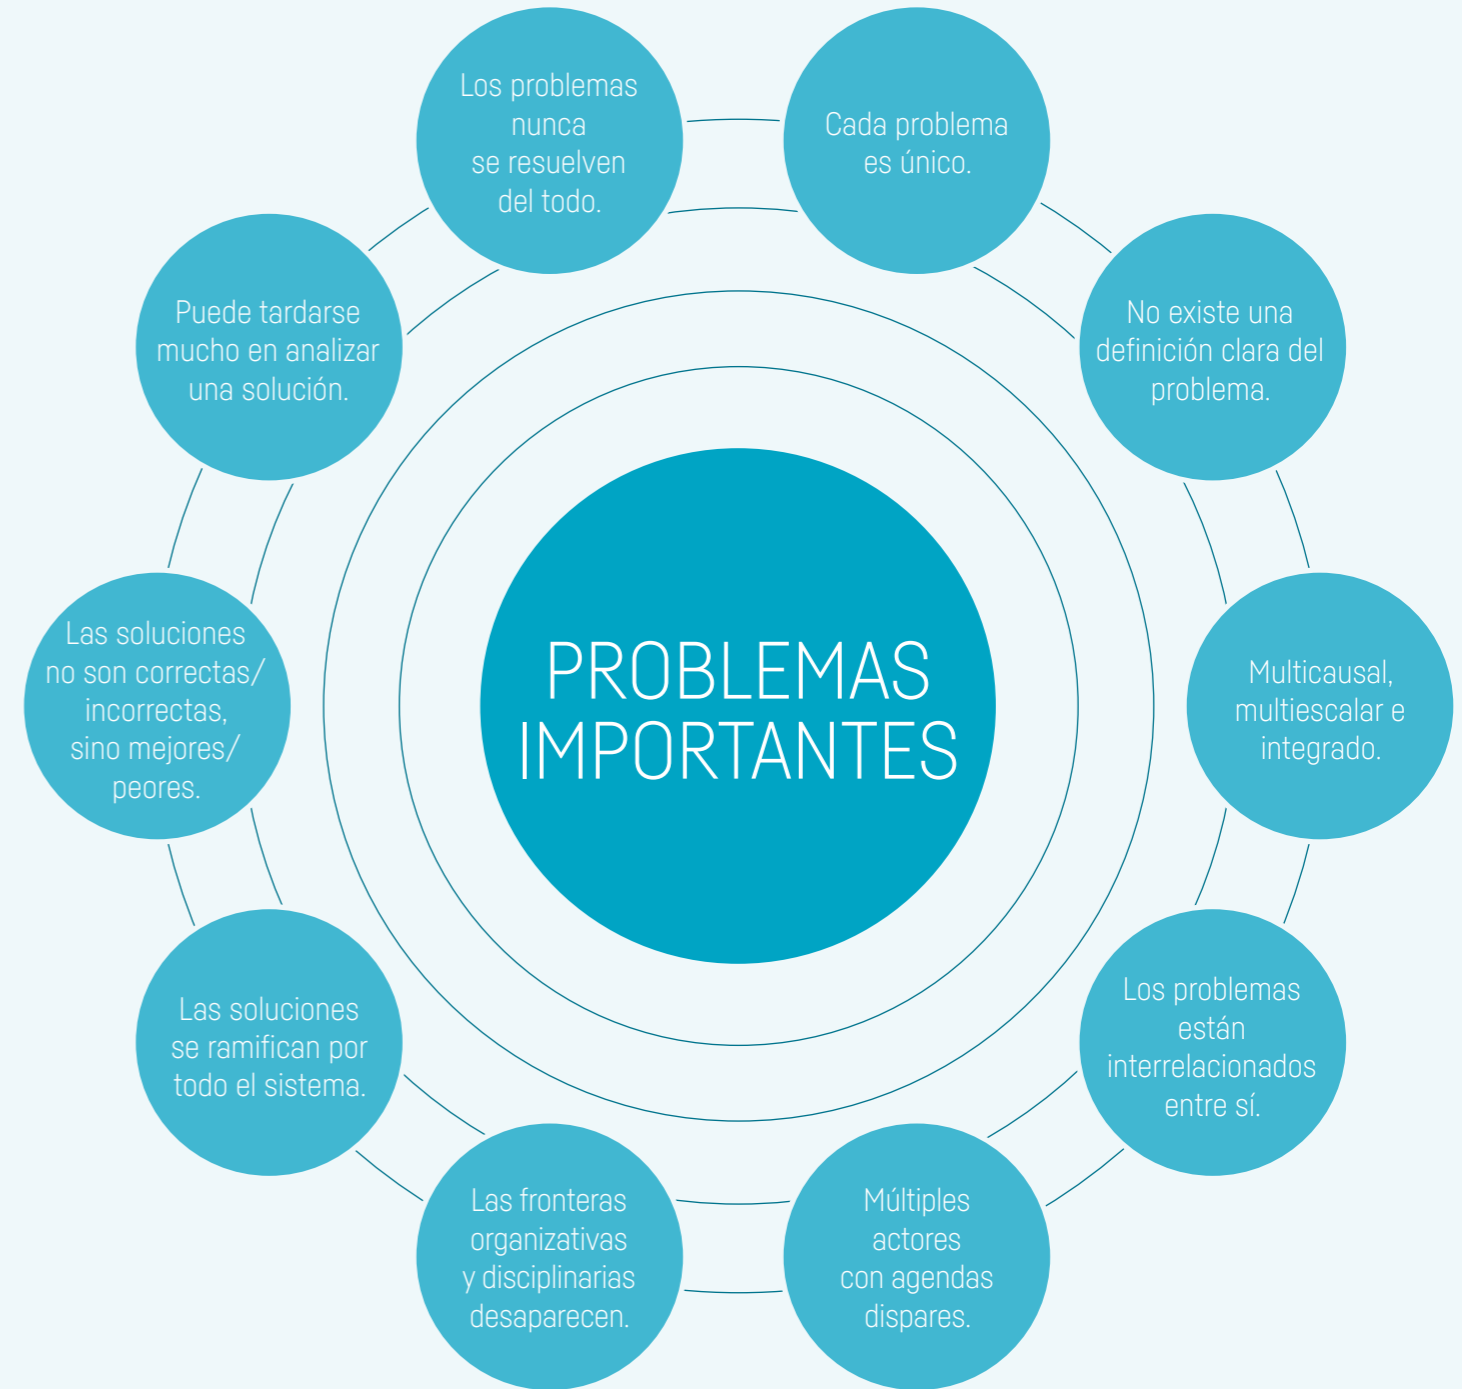 PROBLEMAS
IMPORTANTES
Cada problema
es único.
No existe una
definición clara del
problema.
Multicausal,
multiescalar e
integrado.
Los problemas
están
interrelacionados
entre sí.
Múltiples
actores
con agendas
dispares.
Las fronteras
organizativas
y disciplinarias
desaparecen.
Las soluciones
se ramifican por
todo el sistema.
Las soluciones
no son correctas/
incorrectas,
sino mejores/
peores.
Puede tardarse
mucho en analizar
una solución.
Los problemas
nunca
se resuelven
del todo.